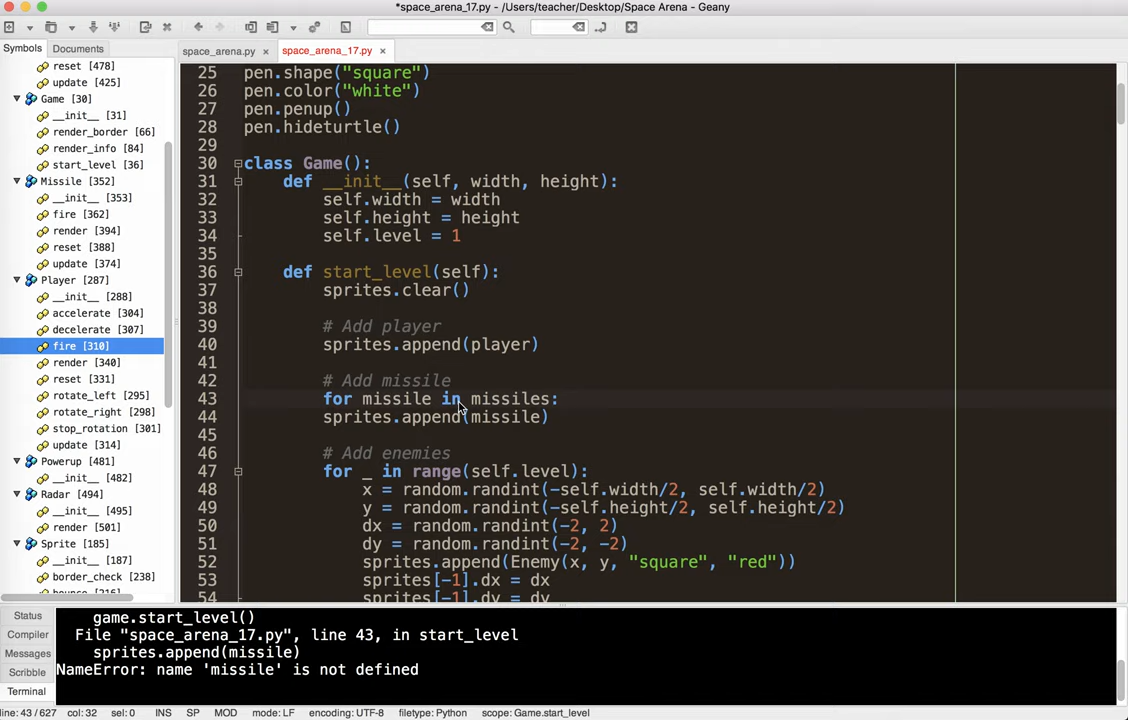 *space_arena_17.py - /Users/teacher/Desktop/Space Arena - Geany
Symbols Documents
space_arena.py × space_arena_17.py ×
reset [478]
update [425]
Game [30]
__init__ [31]
render_border [66]
render_info [84]
start_level [36]
Missile [352]
__init__ [353]
fire [362]
render [394]
reset [388]
update [374]
Player [287]
__init__ [288]
accelerate [304]
decelerate [307]
fire [310]
render [340]
reset [331]
rotate_left [295]
rotate_right [298]
stop_rotation [301]
update [314]
Powerup [481]
__init__ [482]
Radar [494]
__init__ [495]
render [501]
Sprite [185]
__init__ [187]
border_check [238]
bounce [216]
25 pen.shape("square")
26 pen.color("white")
27 pen.penup()
28 pen.hideturtle()
29
30 class Game():
31 def __init__(self, width, height):
32 self.width = width
33 self.height = height
34 self.level = 1
35
36 def start_level(self):
37 sprites.clear()
38
39 # Add player
40 sprites.append(player)
41
42 # Add missile
43 for missile in missiles:
44 sprites.append(missile)
45
46 # Add enemies
47 for _ in range(self.level):
48 x = random.randint(-self.width/2, self.width/2)
49 y = random.randint(-self.height/2, self.height/2)
50 dx = random.randint(-2, 2)
51 dy = random.randint(-2, -2)
52 sprites.append(Enemy(x, y, "square", "red"))
53 sprites[-1].dx = dx
54 sprites[-1].dy = dy
Status
Compiler
Messages
Scribble
Terminal
game.start_level()
File "space_arena_17.py", line 43, in start_level
sprites.append(missile)
NameError: name 'missile' is not defined
line: 43 / 627 col: 32 sel: 0 INS SP MOD mode: LF encoding: UTF-8 filetype: Python scope: Game.start_level